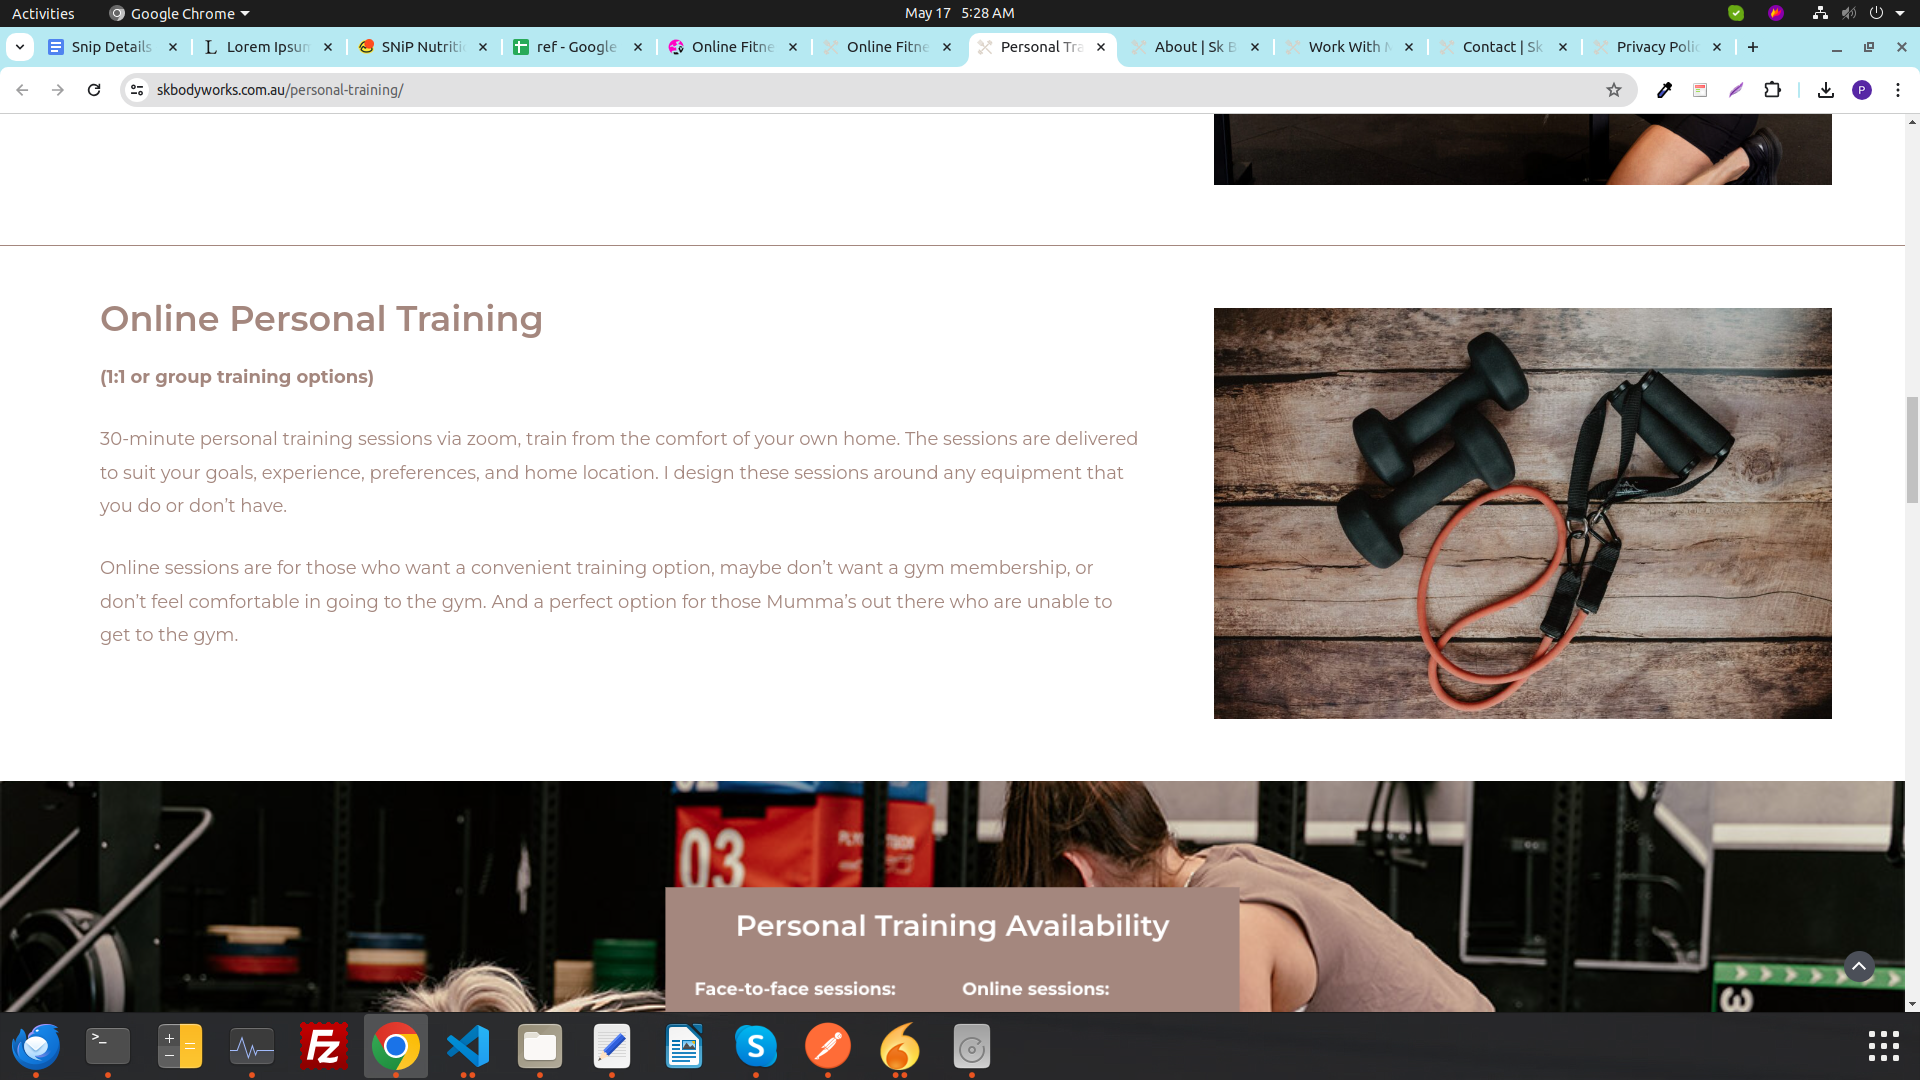 Activities
Google Chrome
May 17 5:28 AM
Snip Details
Lorem Ipsum
SNiP Nutriti
ref - Google
Online Fitne
Online Fitne
Personal Tra
About | Sk B
Work With M
Contact | Sk
Privacy Polic
skbodyworks.com.au/personal-training/
P
Online Personal Training
(1:1 or group training options)
30-minute personal training sessions via zoom, train from the comfort of your own home. The sessions are delivered
to suit your goals, experience, preferences, and home location. I design these sessions around any equipment that
you do or don’t have.
Online sessions are for those who want a convenient training option, maybe don’t want a gym membership, or
don’t feel comfortable in going to the gym. And a perfect option for those Mumma’s out there who are unable to
get to the gym.
03
Personal Training Availability
Face-to-face sessions:
Online sessions: